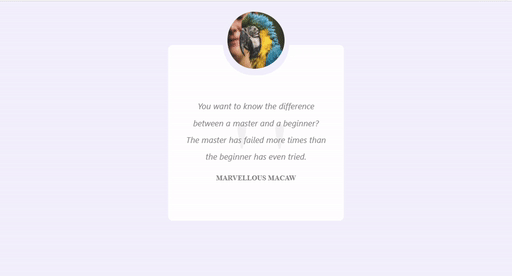 You want to know the difference
between a master and a beginner?
The master has failed more times than
the beginner has even tried.
MARVELLOUS MACAW